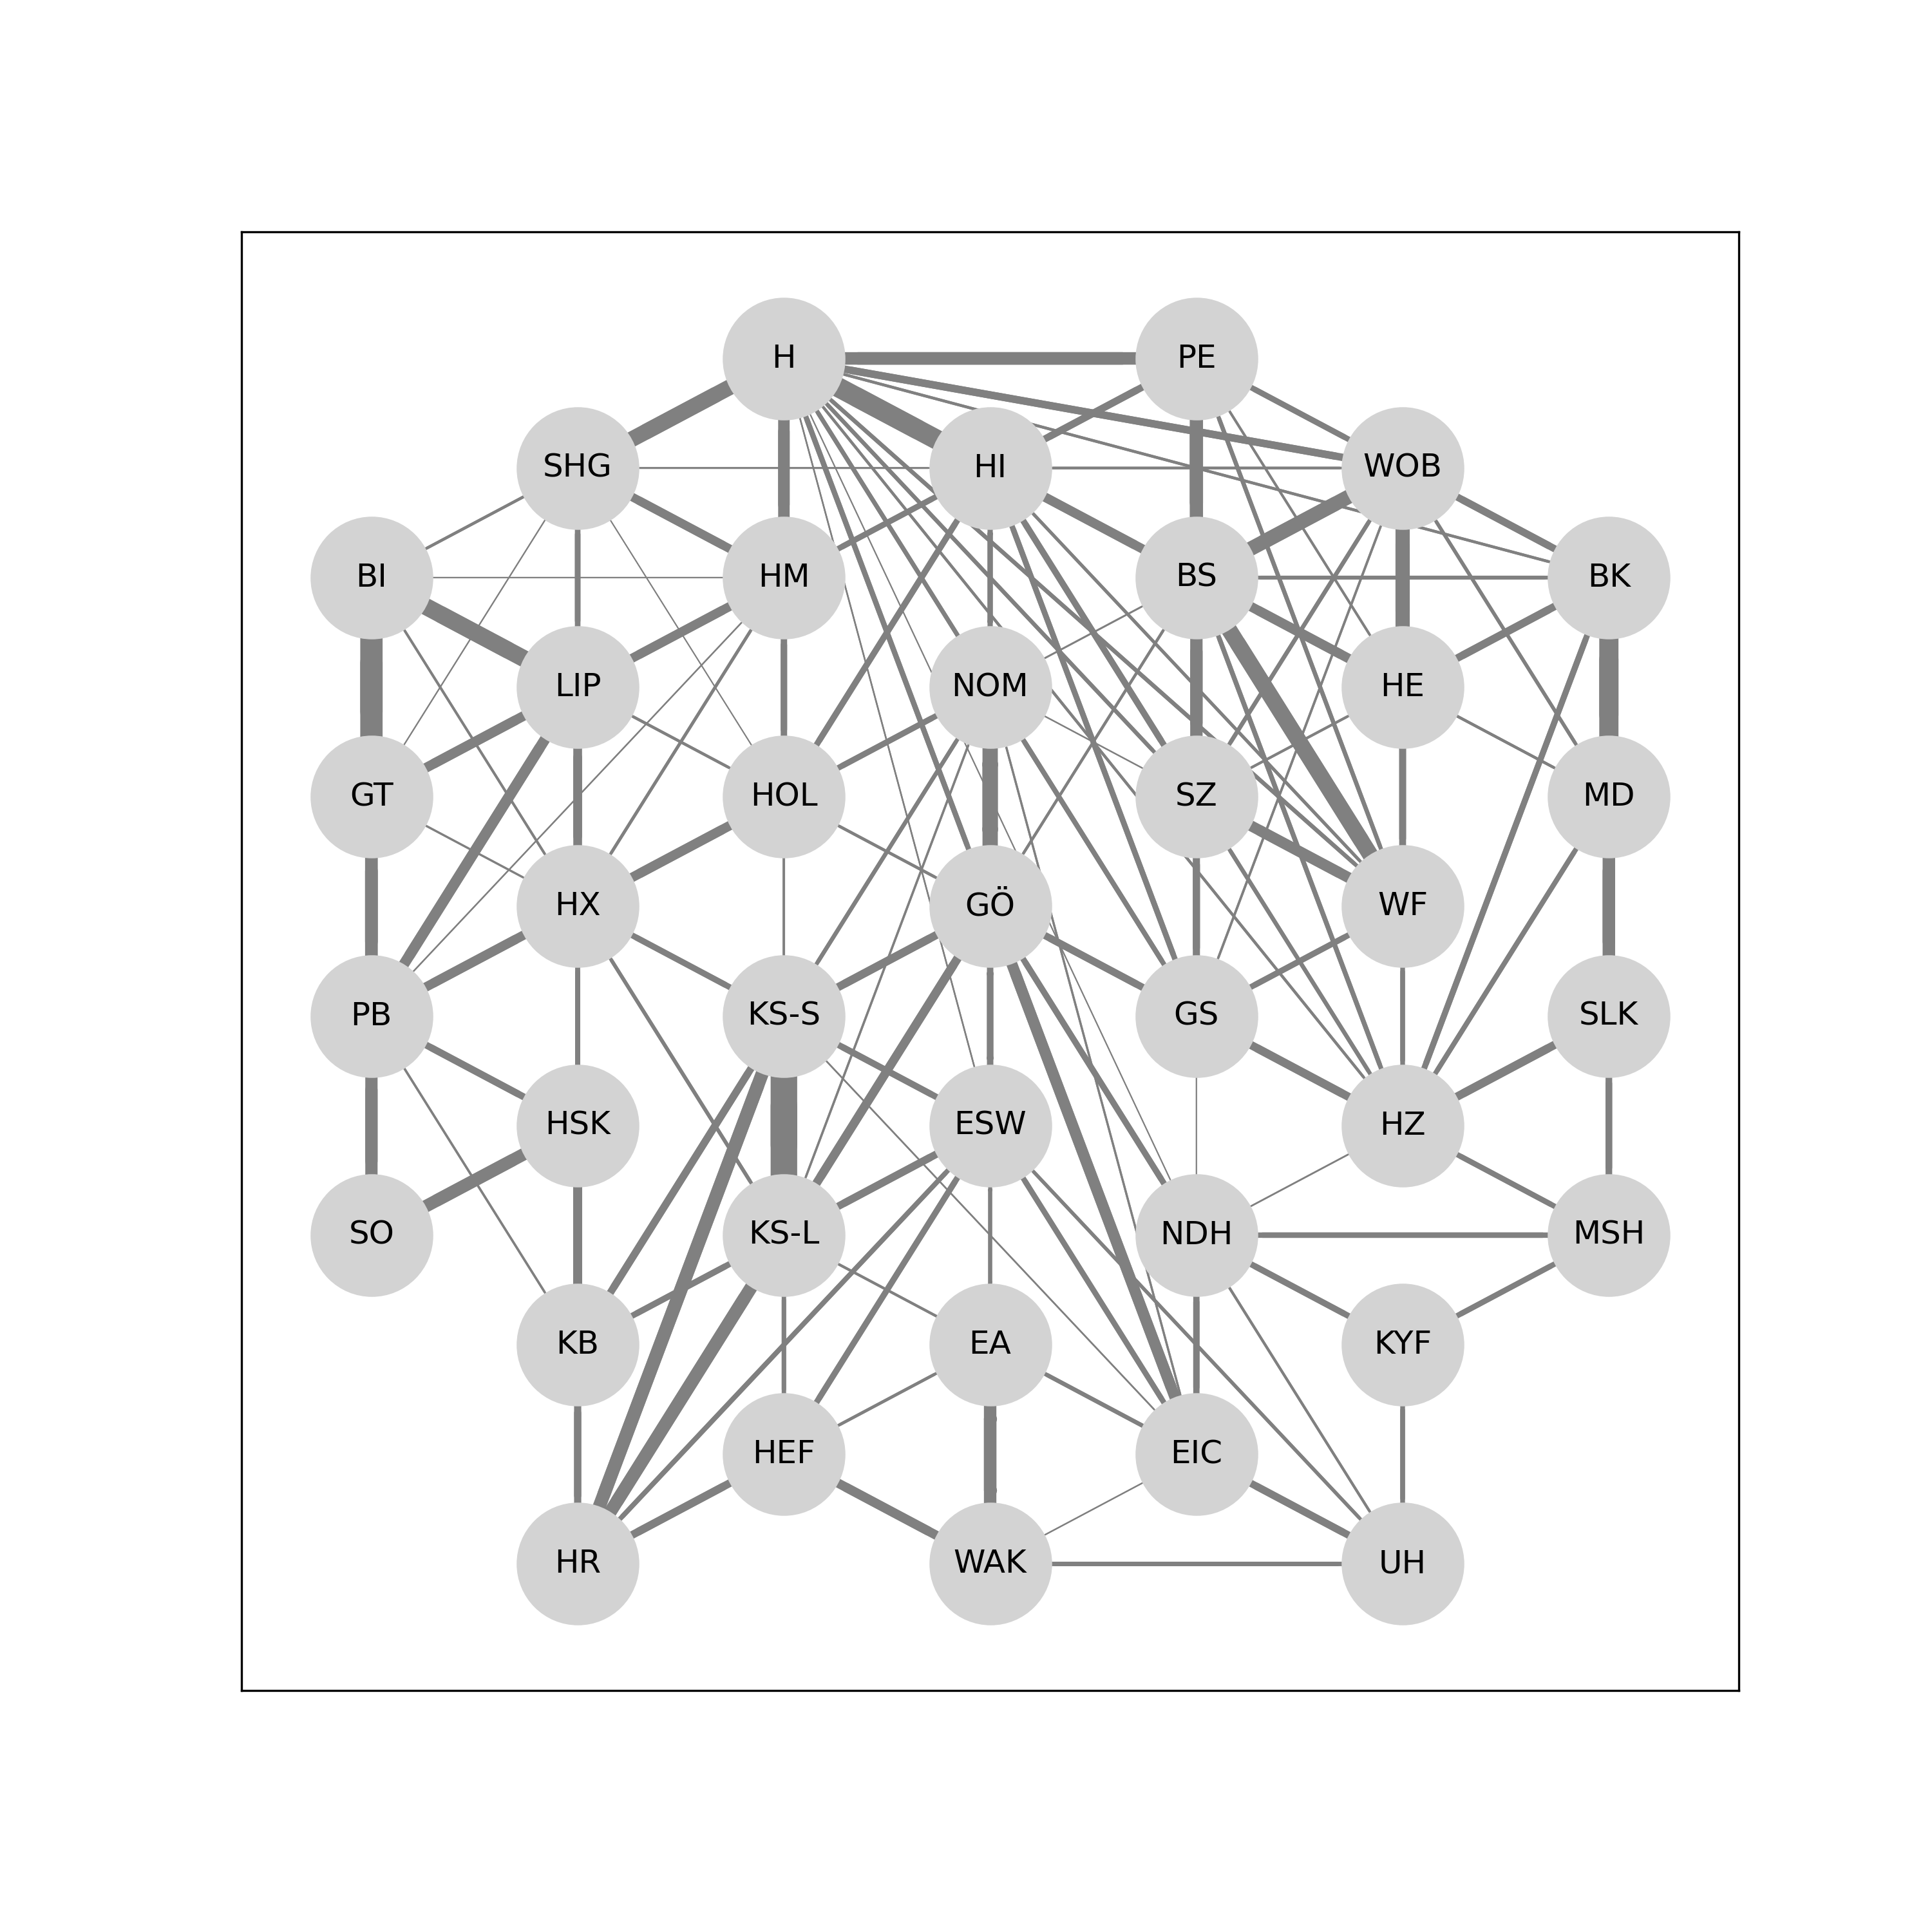 H
PE
SHG
HI
WOB
BI
HM
BS
BK
LIP
NOM
HE
GT
HOL
SZ
MD
HX
GÖ
WF
PB
KS-S
GS
SLK
HSK
ESW
HZ
SO
KS-L
NDH
MSH
KB
EA
KYF
HEF
EIC
HR
WAK
UH